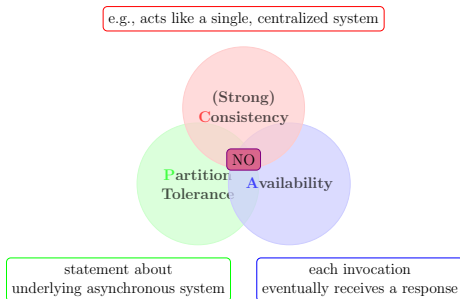 e.g., acts like a single, centralized system
(Strong)
Consistency
NO
Partition
Tolerance
Availability
statement about
underlying asynchronous system
each invocation
eventually receives a response